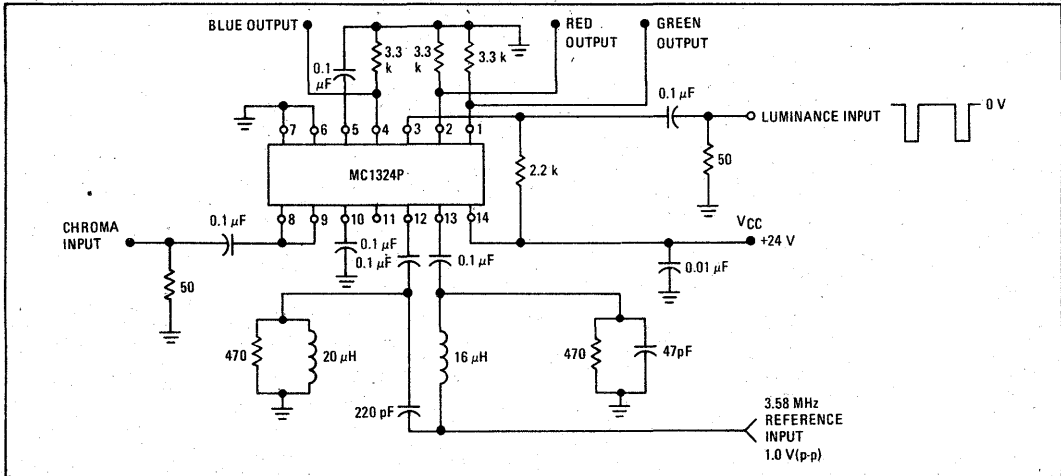 BLUE OUTPUT
RED
OUTPUT
GREEN
OUTPUT
3.3
k
3.3
k
3.3 k
0.1
µF
0.1 µF
LUMINANCE INPUT
0 V
7
6
5
4
3
2
1
MC1324P
2.2 k
50
8
9
10
11
12
13
14
CHROMA
INPUT
0.1 µF
50
0.1 µF
0.1 µF
0.1 µF
VCC
+24 V
0.01 µF
470
20 µH
16 µH
470
47pF
220 pF
3.58 MHz
REFERENCE
INPUT
1.0 V(p-p)